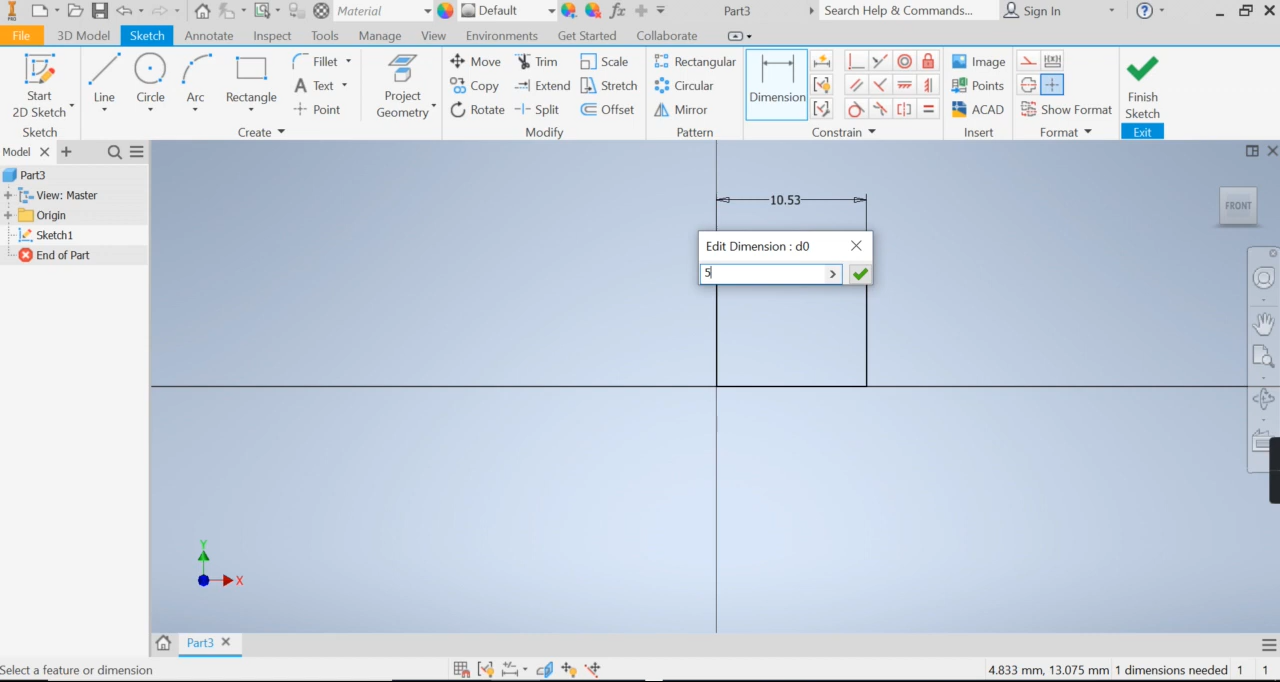 PRO
Material
Default
Part3
Search Help & Commands...
Sign In
File
3D Model
Sketch
Annotate
Inspect
Tools
Manage
View
Environments
Get Started
Collaborate
Start
2D Sketch
Sketch
Line
Circle
Arc
Rectangle
Fillet
Text
Point
Create
Project
Geometry
Move
Copy
Rotate
Trim
Extend
Split
Scale
Stretch
Offset
Modify
Rectangular
Circular
Mirror
Pattern
Dimension
Constrain
Image
Points
ACAD
Insert
Show Format
Format
Finish
Sketch
Exit
Model
Part3
View: Master
Origin
Sketch1
End of Part
10.53
Edit Dimension : d0
5
FRONT
Y
X
Part3
Select a feature or dimension
4.833 mm, 13.075 mm 1 dimensions needed 1 1